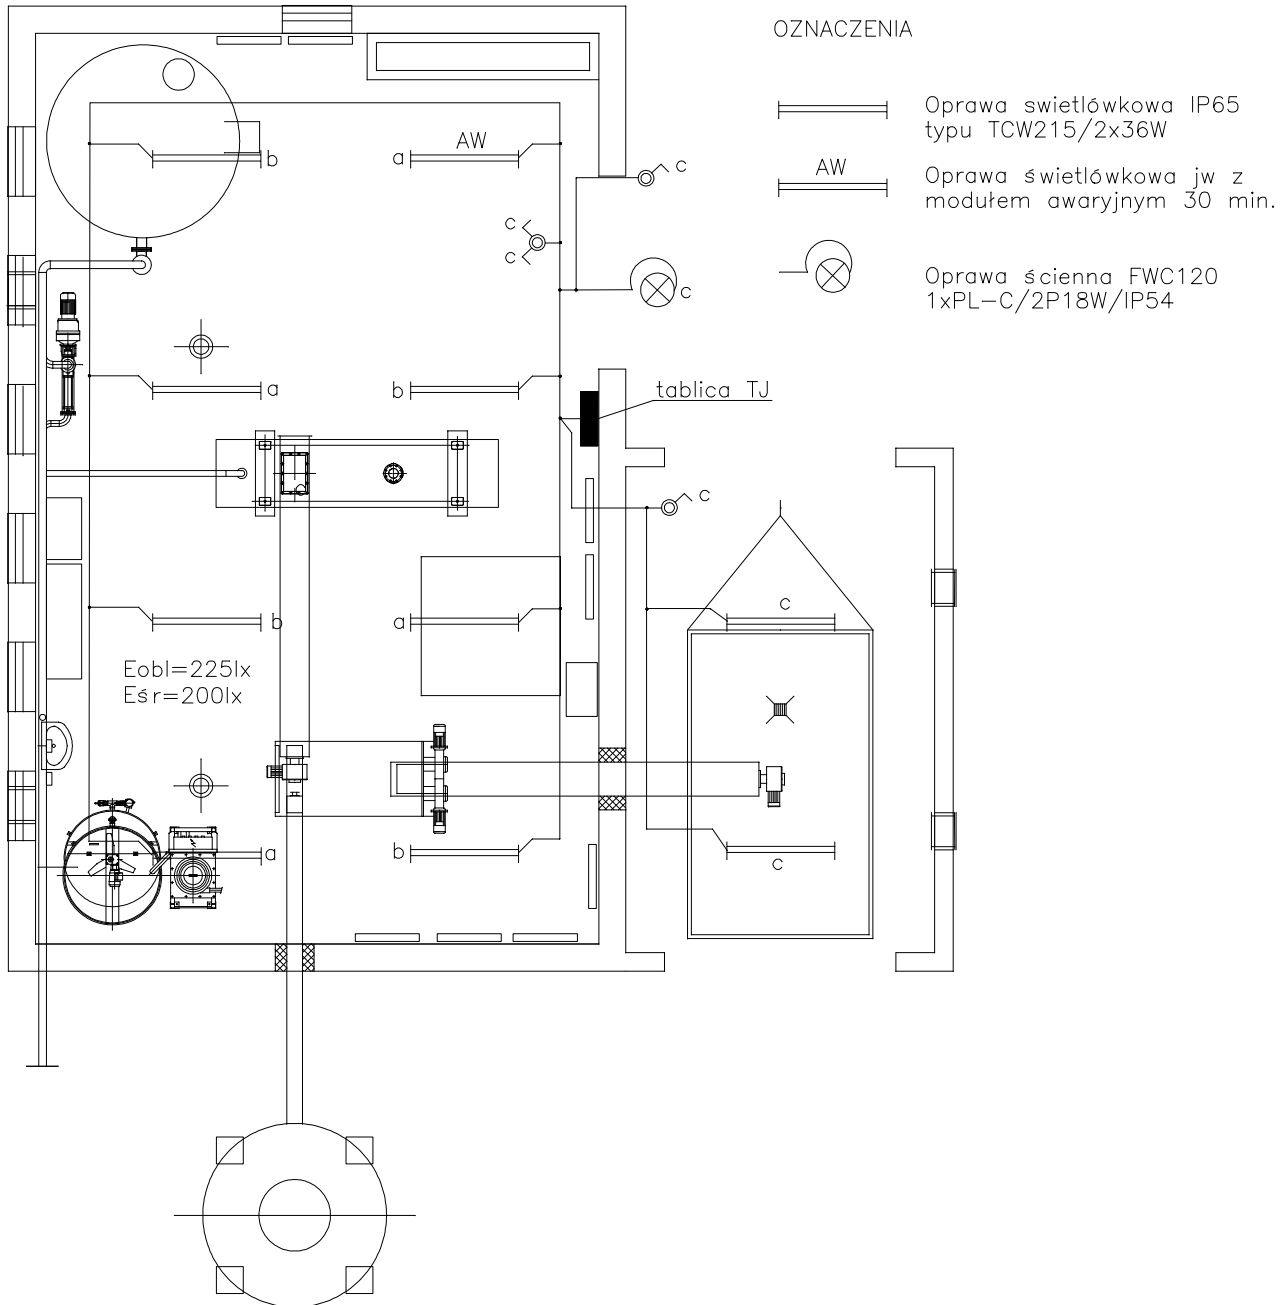 OZNACZENIA
Oprawa swietlówkowa IP65
typu TCW215/2x36W
AW
Oprawa świetlówkowa jw z
modułem awaryjnym 30 min.
Oprawa ścienna FWC120
1xPL-C/2P18W/IP54
b
a
AW
c
c
c
c
a
b
tablica TJ
c
b
a
c
Eobl=225lx
Eśr=200lx
a
b
c